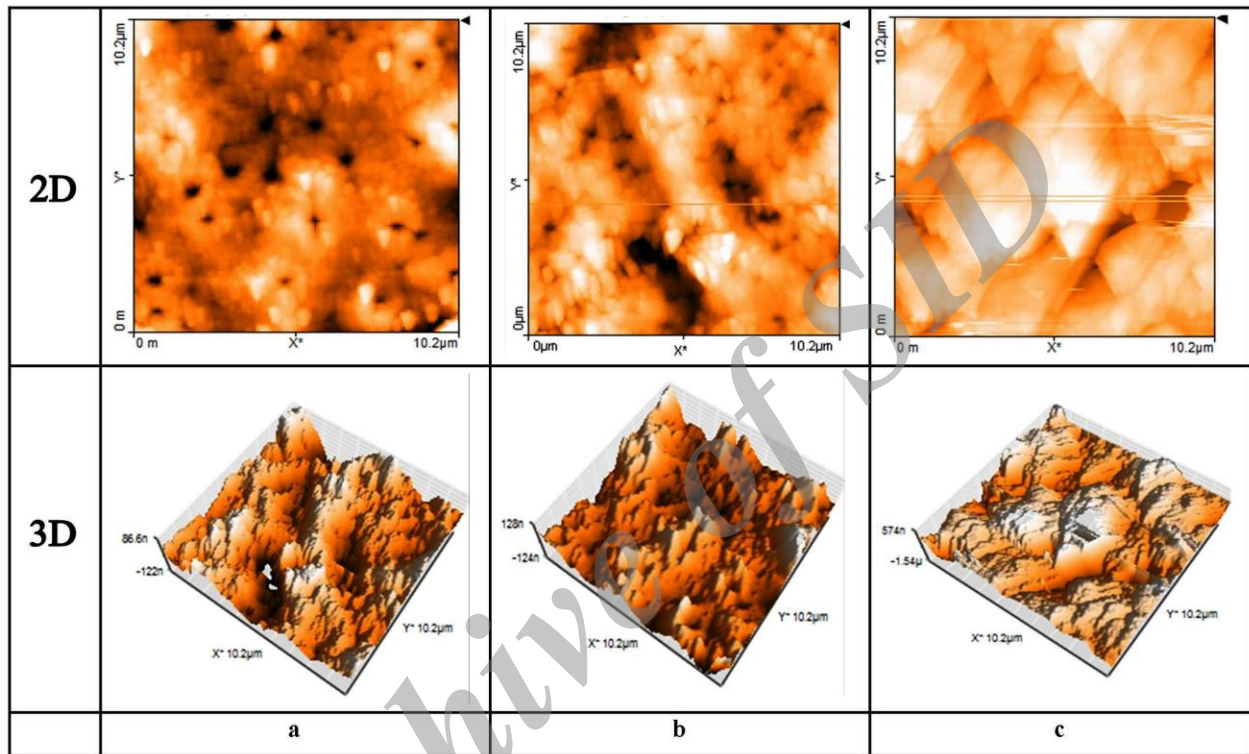 2D
10.2µm
Y*
0 m
0 m
X*
10.2µm
10.2µm
Y*
0µm
0µm
X*
10.2µm
10.2µm
Y*
0 m
0 m
X*
10.2µm
3D
86.6n
-122n
X* 10.2µm
Y* 10.2µm
128n
-124n
X* 10.2µm
Y* 10.2µm
574n
-1.54µ
X* 10.2µm
Y* 10.2µm
a
b
c
hive of SID